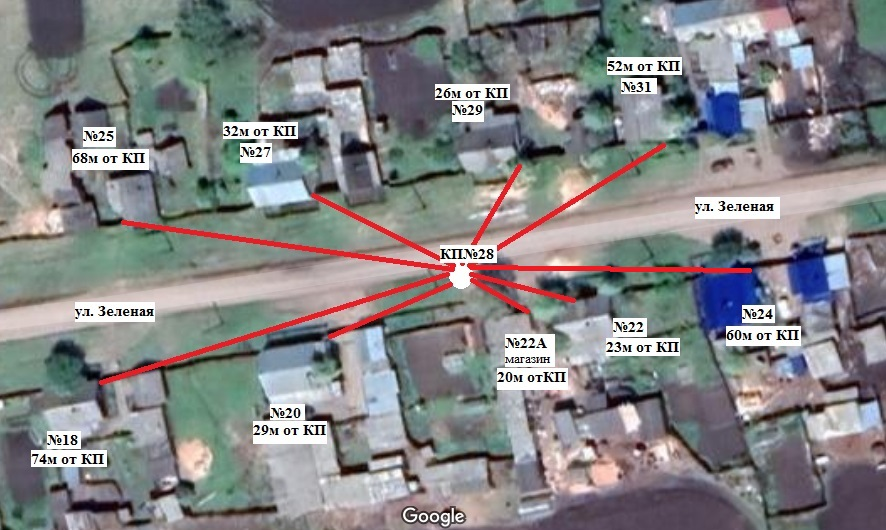 52м от КП
№31
26м от КП
№29
32м от КП
№27
№25
68м от КП
ул. Зеленая
КП№28
ул. Зеленая
№24
60м от КП
№22
23м от КП
№22А
магазин
20м отКП
№20
29м от КП
№18
74м от КП
Google